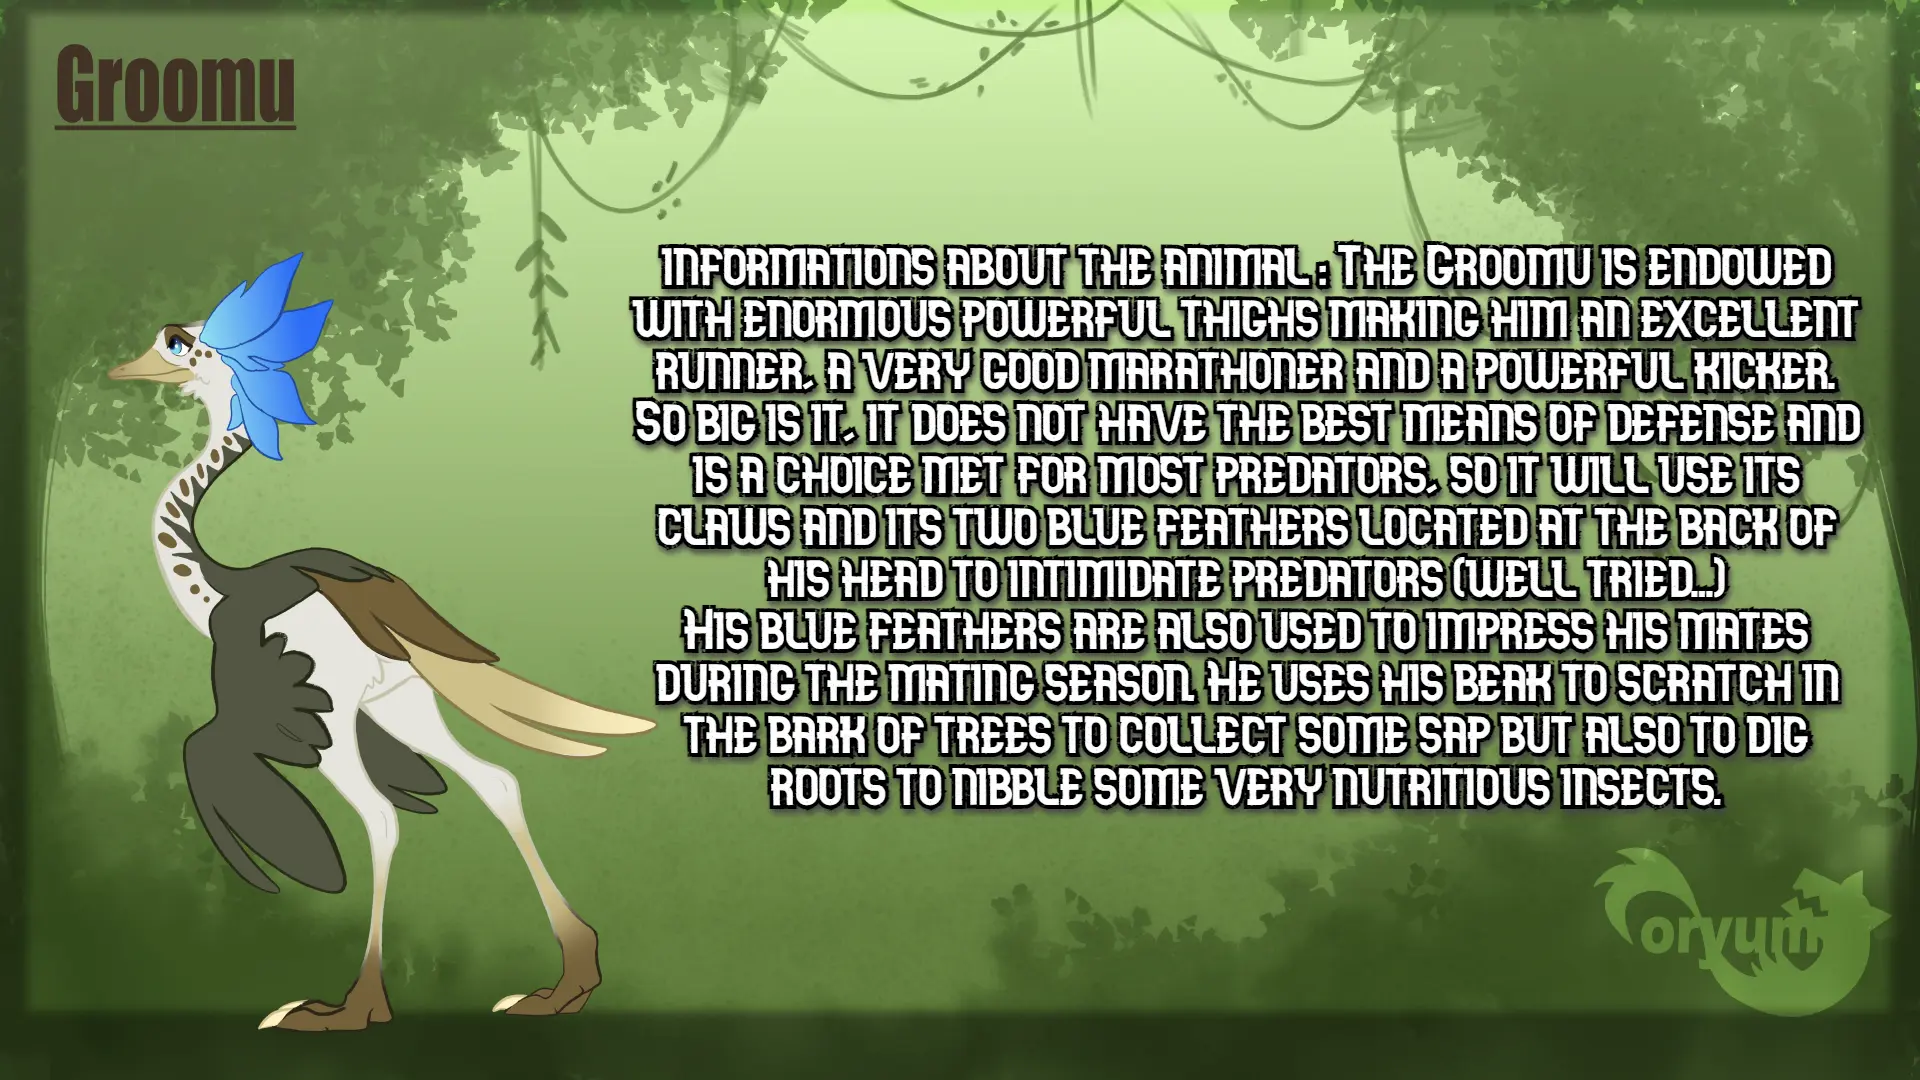 Groomu
informations about the animal : The Groomu is endowed
with enormous powerful thighs making him an excellent
runner, a very good marathoner and a powerful kicker.
So big is it, it does not have the best means of defense and
is a choice met for most predators, so it will use its
claws and its two blue feathers located at the back of
his head to intimidate predators (well tried...)
His blue feathers are also used to impress his mates
during the mating season. He uses his beak to scratch in
the bark of trees to collect some sap but also to dig
roots to nibble some very nutritious insects.
Coryum